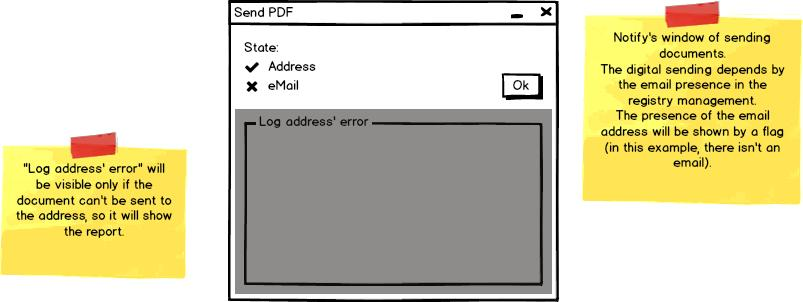 Send PDF
State:
Address
eMail
Ok
Log address' error
"Log address' error" will
be visible only if the
document can't be sent to
the address, so it will show
the report.
Notify's window of sending
documents.
The digital sending depends by
the email presence in the
registry management.
The presence of the email
address will be shown by a flag
(in this example, there isn't an
email).